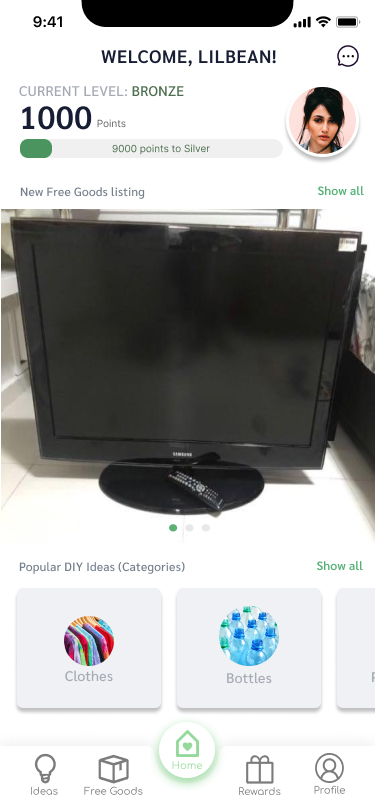 9:41
WELCOME, LILBEAN!
CURRENT LEVEL: BRONZE
1000 Points
9000 points to Silver
New Free Goods listing
Show all
SAMSUNG
Popular DIY Ideas (Categories)
Show all
Clothes
Bottles
Home
Ideas
Free Goods
Rewards
Profile